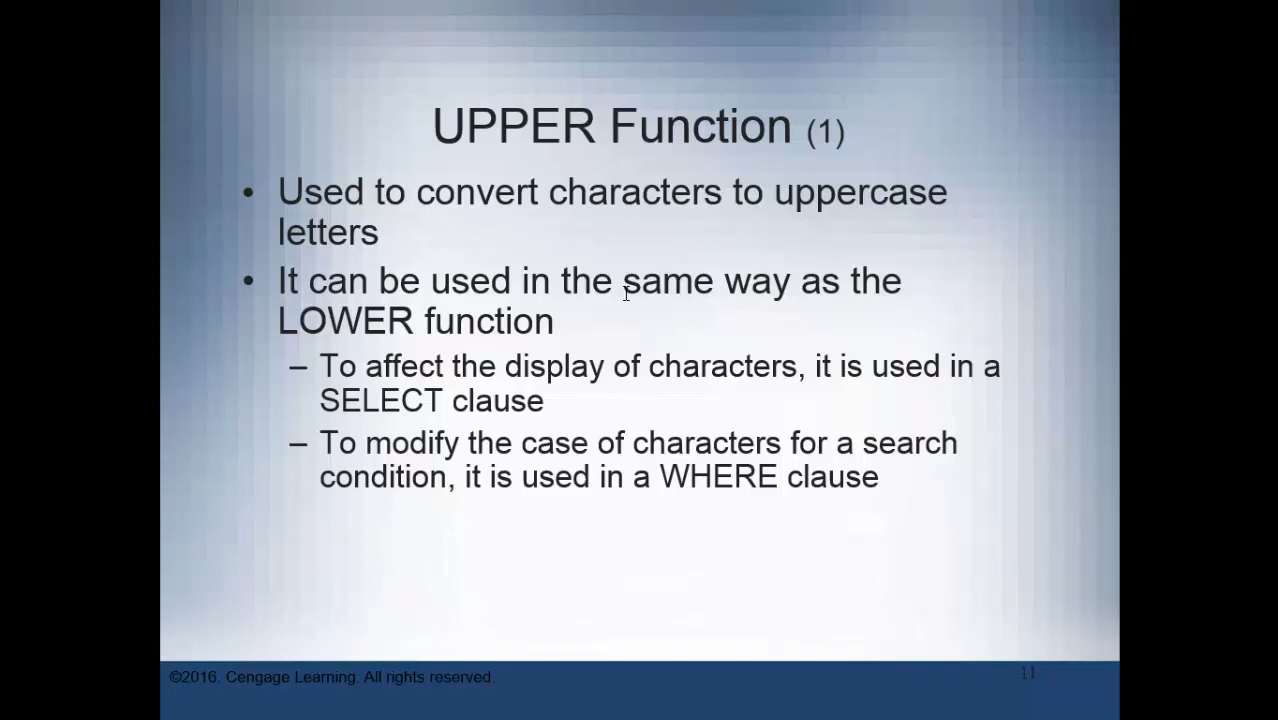 UPPER Function (1)
• Used to convert characters to uppercase
letters
• It can be used in the same way as the
LOWER function
– To affect the display of characters, it is used in a
SELECT clause
– To modify the case of characters for a search
condition, it is used in a WHERE clause
©2016. Cengage Learning. All rights reserved.
11